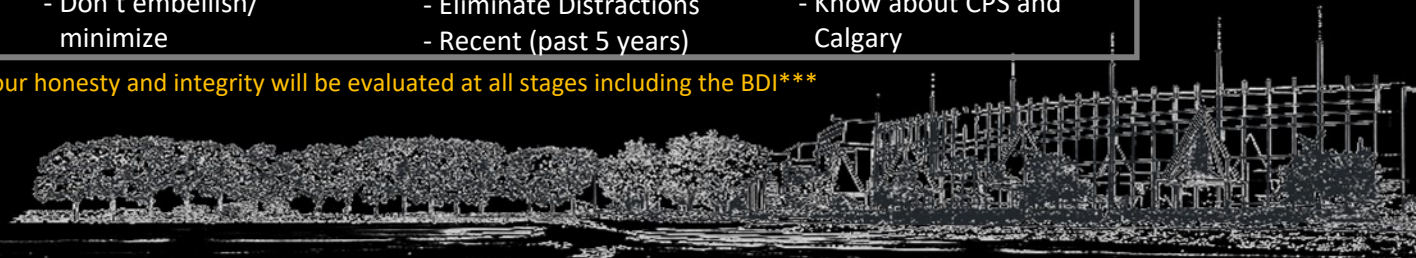 - Don't embellish/
minimize
- Eliminate Distractions
- Recent (past 5 years)
- Know about CPS and
Calgary
our honesty and integrity will be evaluated at all stages including the BDI***